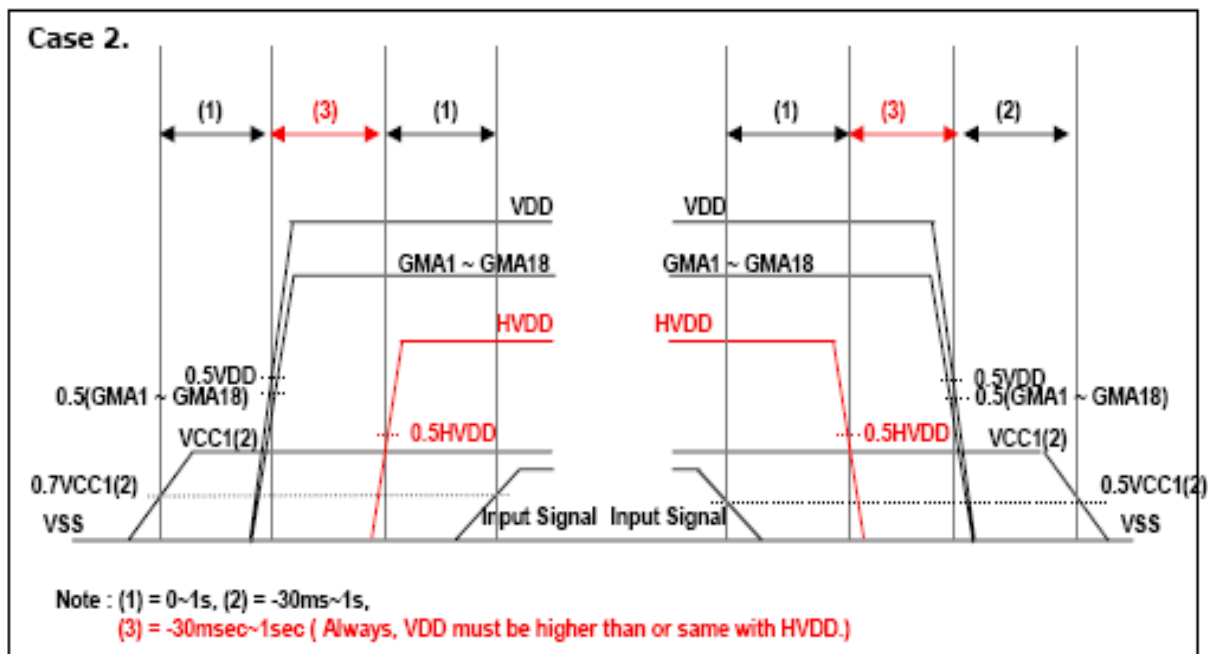 Case 2.
(1) (3) (1) (1) (3) (2)
VDD VDD
GMA1 ~ GMA18 GMA1 ~ GMA18
HVDD HVDD
0.5VDD 0.5VDD
0.5(GMA1 ~ GMA18) 0.5(GMA1 ~ GMA18)
VCC1(2) 0.5HVDD 0.5HVDD VCC1(2)
0.7VCC1(2) 0.5VCC1(2)
VSS Input Signal Input Signal VSS
Note : (1) = 0~1s, (2) = -30ms~1s,
(3) = -30msec~1sec ( Always, VDD must be higher than or same with HVDD.)